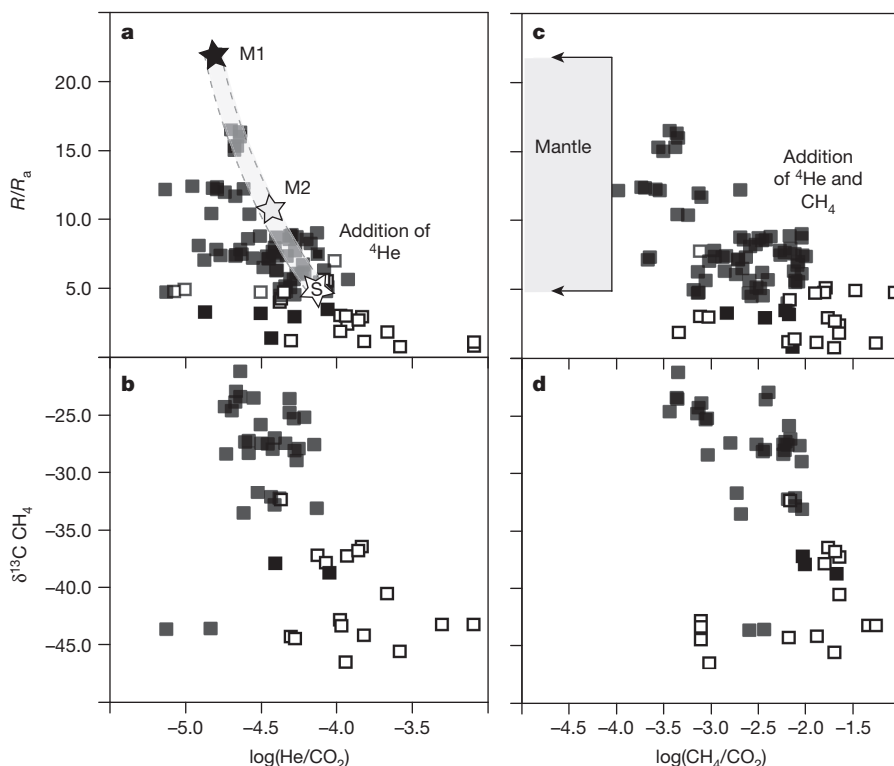 a
M1
20.0
15.0
R/Ra
10.0
5.0
M2
Addition of
⁴He
S
c
Mantle
Addition
of ⁴He and
CH₄
b
–25.0
–30.0
–35.0
–40.0
–45.0
δ¹³C CH₄
–5.0 –4.5 –4.0 –3.5
log(He/CO₂)
d
–4.5 –3.5 –3.0 –2.5 –2.0 –1.5
log(CH₄/CO₂)